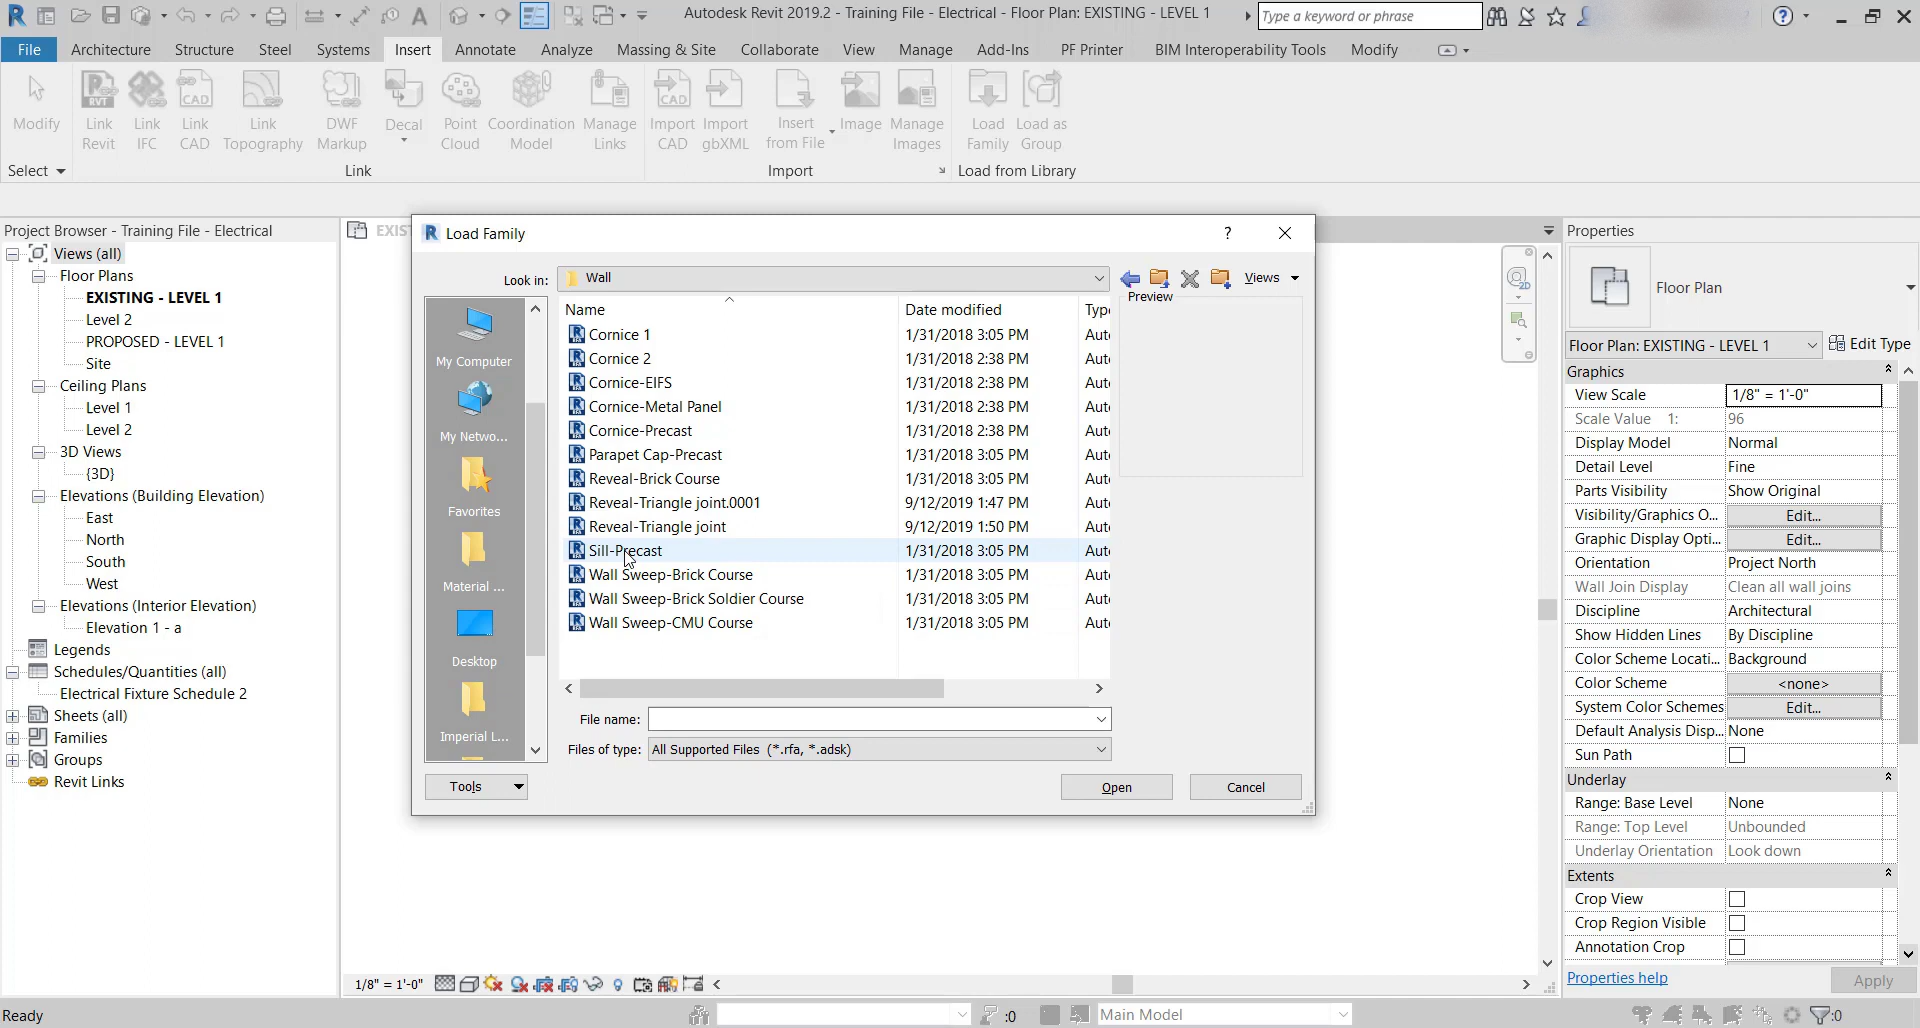 Autodesk Revit 2019.2 - Training File - Electrical - Floor Plan: EXISTING - LEVEL 1
Type a keyword or phrase
File Architecture Structure Steel Systems Insert Annotate Analyze Massing & Site Collaborate View Manage Add-Ins PF Printer BIM Interoperability Tools Modify
Modify Link Revit Link IFC Link CAD Link Topography DWF Markup Decal Point Cloud Coordination Model Manage Links Import CAD Import gbXML Insert from File Image Manage Images Load Family Load as Group
Select Link Import Load from Library
Project Browser - Training File - Electrical
Views (all)
Floor Plans
EXISTING - LEVEL 1
Level 2
PROPOSED - LEVEL 1
Site
Ceiling Plans
Level 1
Level 2
3D Views
{3D}
Elevations (Building Elevation)
East
North
South
West
Elevations (Interior Elevation)
Elevation 1 - a
Legends
Schedules/Quantities (all)
Electrical Fixture Schedule 2
Sheets (all)
Families
Groups
Revit Links
EXIS
Load Family
Look in: Wall Views
Preview
My Computer
My Netwo...
Favorites
Material ...
Desktop
Imperial L...
Name Date modified Type
Cornice 1 1/31/2018 3:05 PM Aut
Cornice 2 1/31/2018 2:38 PM Aut
Cornice-EIFS 1/31/2018 2:38 PM Aut
Cornice-Metal Panel 1/31/2018 2:38 PM Aut
Cornice-Precast 1/31/2018 2:38 PM Aut
Parapet Cap-Precast 1/31/2018 3:05 PM Aut
Reveal-Brick Course 1/31/2018 3:05 PM Aut
Reveal-Triangle joint.0001 9/12/2019 1:47 PM Aut
Reveal-Triangle joint 9/12/2019 1:50 PM Aut
Sill-Precast 1/31/2018 3:05 PM Aut
Wall Sweep-Brick Course 1/31/2018 3:05 PM Aut
Wall Sweep-Brick Soldier Course 1/31/2018 3:05 PM Aut
Wall Sweep-CMU Course 1/31/2018 3:05 PM Aut
File name:
Files of type: All Supported Files (*.rfa, *.adsk)
Tools Open Cancel
Properties
Floor Plan
Floor Plan: EXISTING - LEVEL 1 Edit Type
Graphics
View Scale 1/8" = 1'-0"
Scale Value 1: 96
Display Model Normal
Detail Level Fine
Parts Visibility Show Original
Visibility/Graphics O... Edit...
Graphic Display Opti... Edit...
Orientation Project North
Wall Join Display Clean all wall joins
Discipline Architectural
Show Hidden Lines By Discipline
Color Scheme Locati... Background
Color Scheme <none>
System Color Schemes Edit...
Default Analysis Disp... None
Sun Path
Underlay
Range: Base Level None
Range: Top Level Unbounded
Underlay Orientation Look down
Extents
Crop View
Crop Region Visible
Annotation Crop
Properties help Apply
1/8" = 1'-0"
Ready :0 Main Model :0